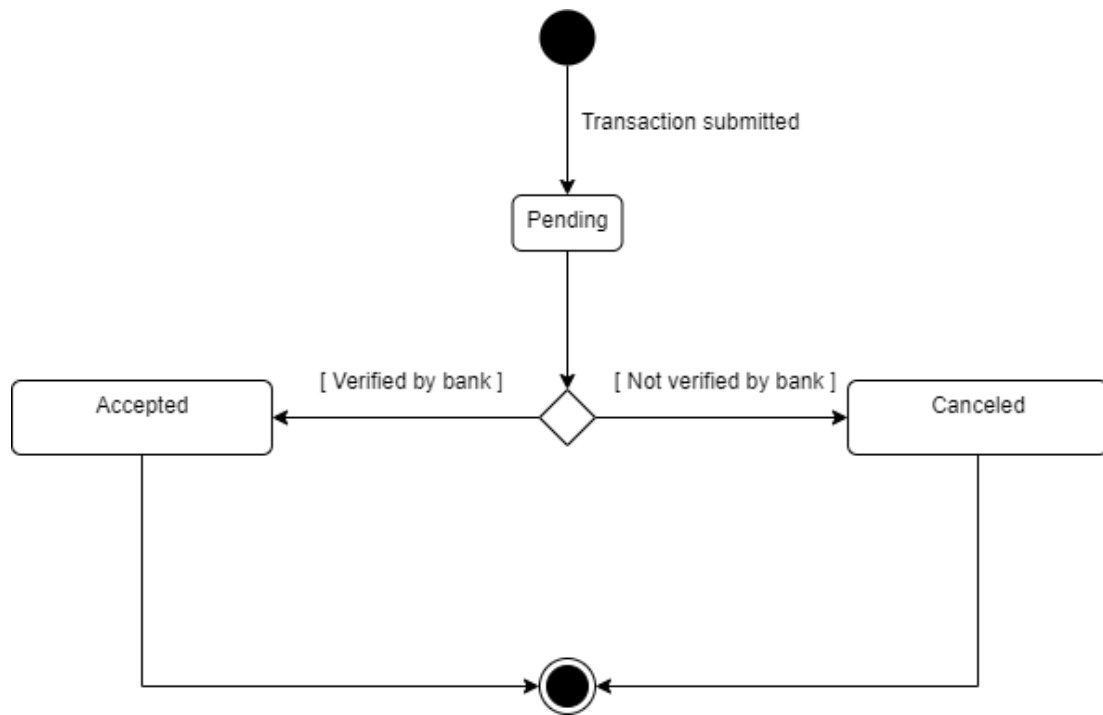 Transaction submitted
Pending
[ Verified by bank ]
[ Not verified by bank ]
Accepted
Canceled